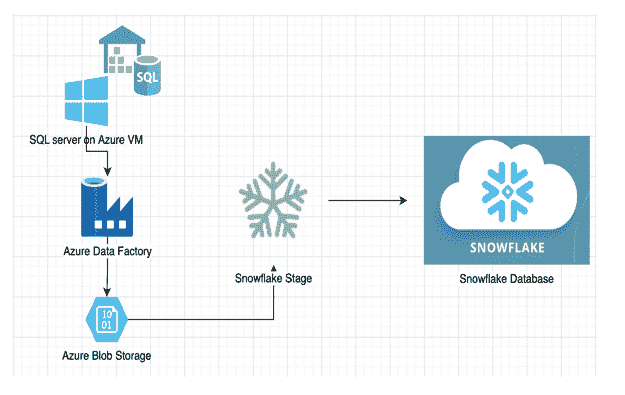 SQL
SQL server on Azure VM
Azure Data Factory
10
01
Azure Blob Storage
Snowflake Stage
SNOWFLAKE
Snowflake Database